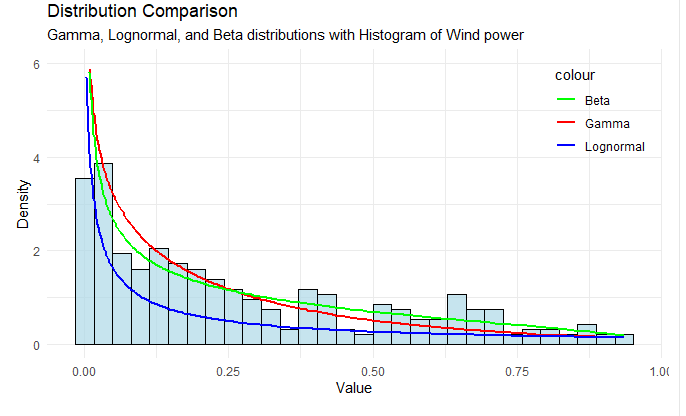 Distribution Comparison
Gamma, Lognormal, and Beta distributions with Histogram of Wind power
6
4
2
0
Density
0.00
0.25
0.50
0.75
1.00
Value
colour
Beta
Gamma
Lognormal